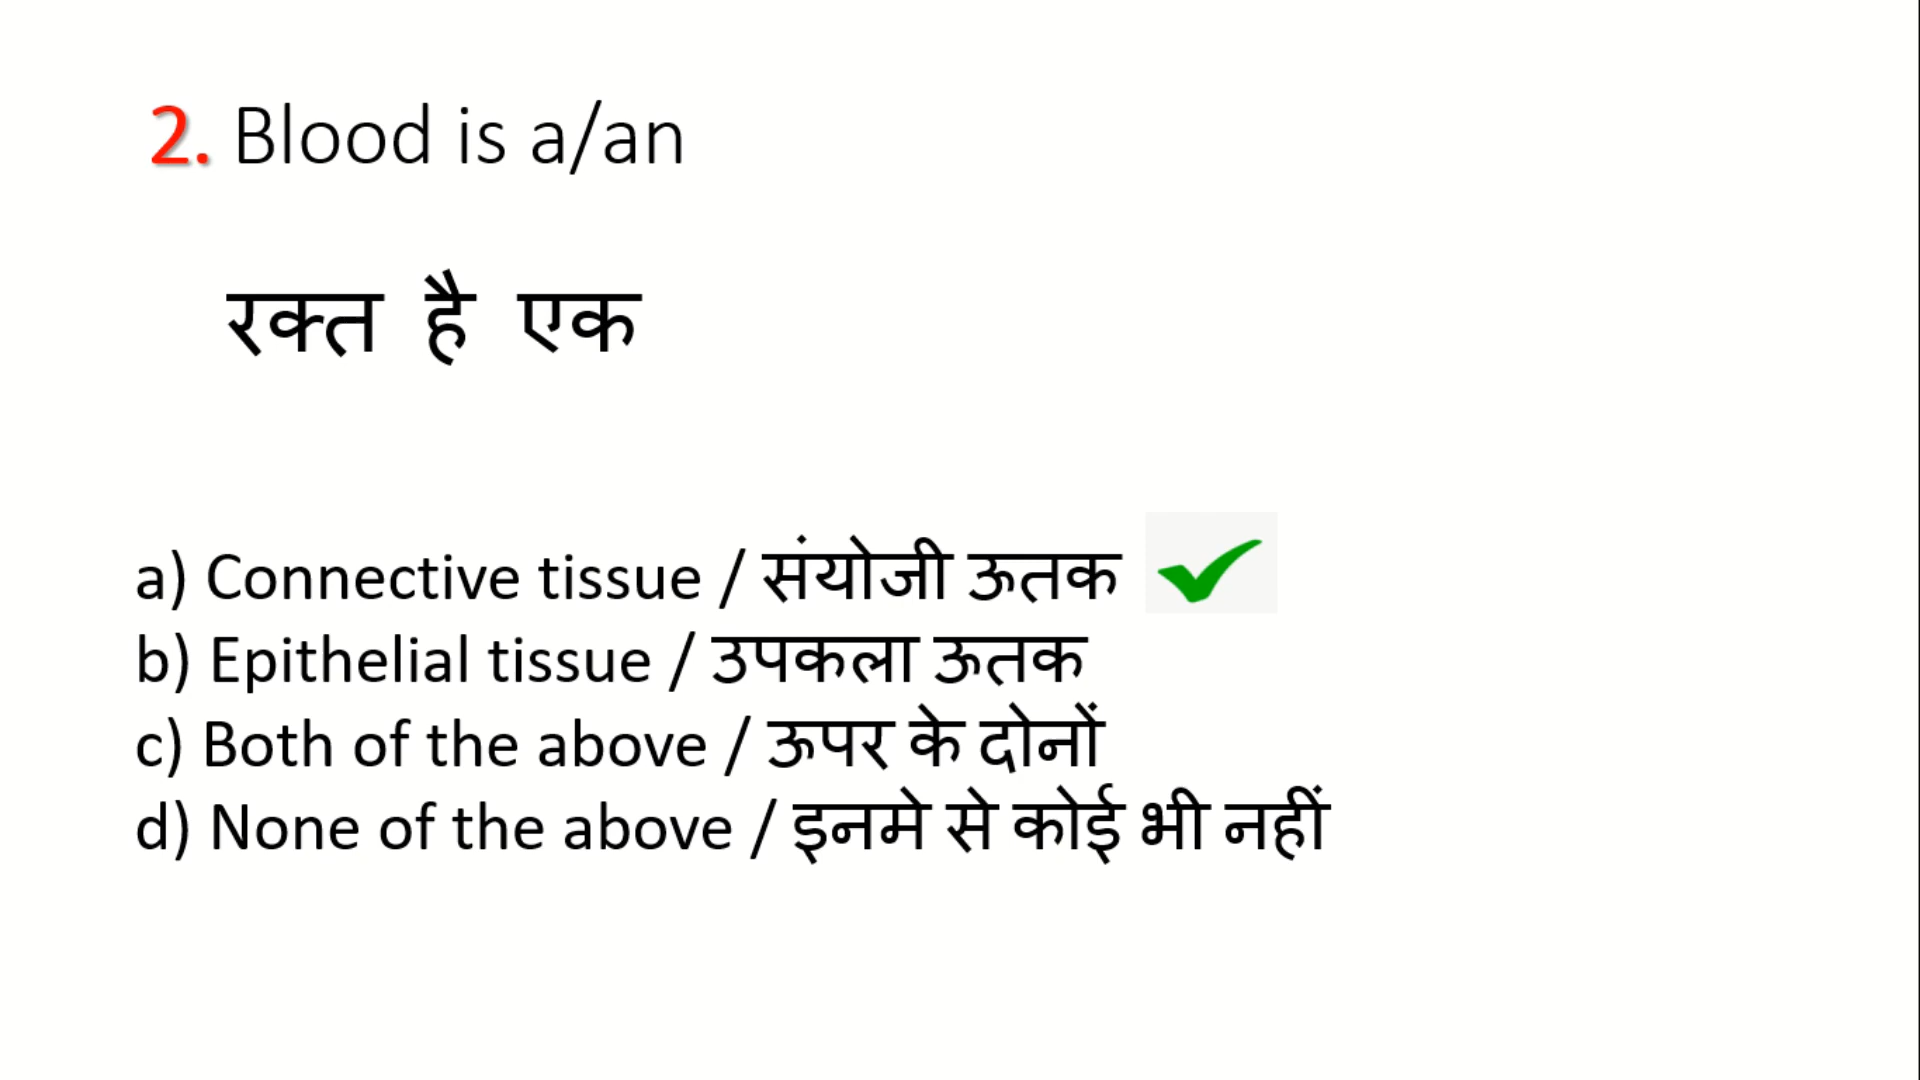 2. Blood is a/an
रक्त है एक
a) Connective tissue / संयोजी ऊतक
b) Epithelial tissue / उपकला ऊतक
c) Both of the above / ऊपर के दोनों
d) None of the above / इनमे से कोई भी नहीं